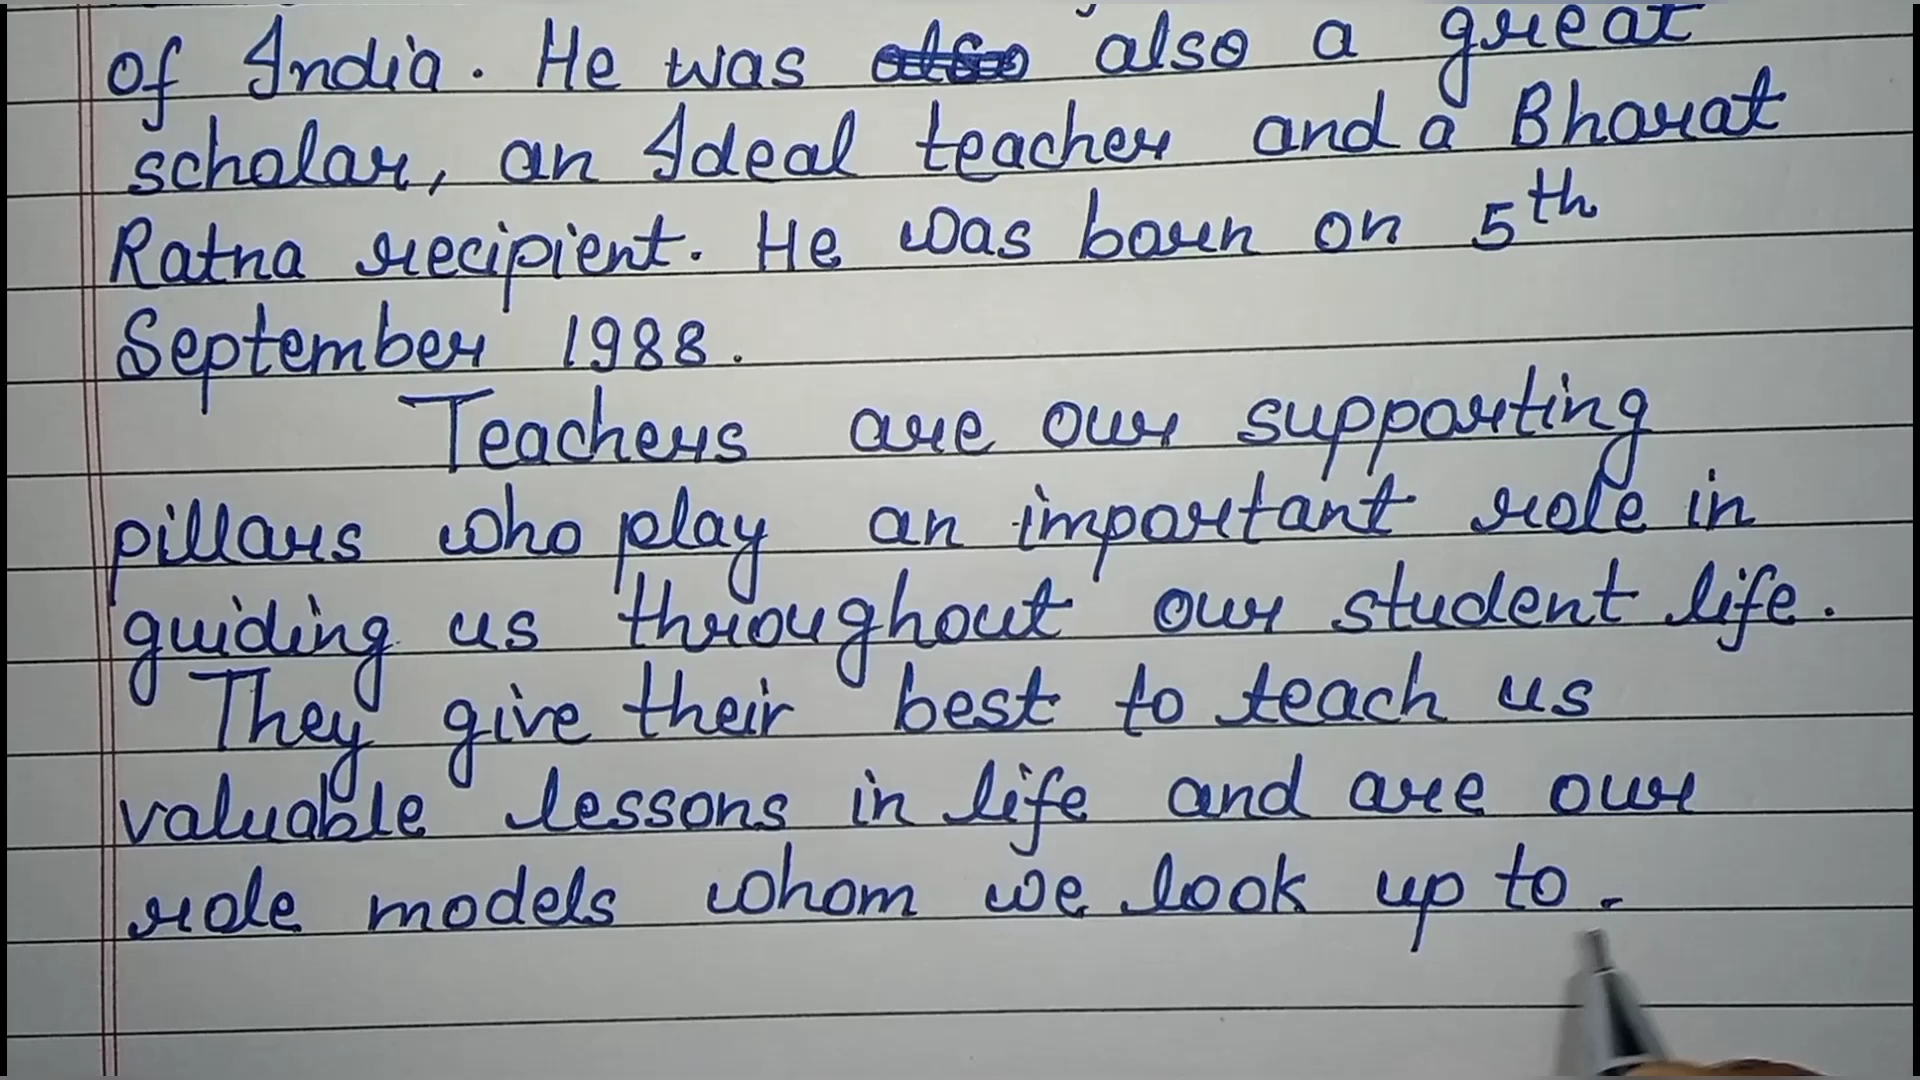 of India. He was also a great
scholar, an Ideal teacher and a Bharat
Ratna recipient. He was born on 5th
September 1988.
Teachers are our supporting
pillars who play an important role in
guiding us throughout our student life.
They give their best to teach us
valuable lessons in life and are our
role models whom we look up to.